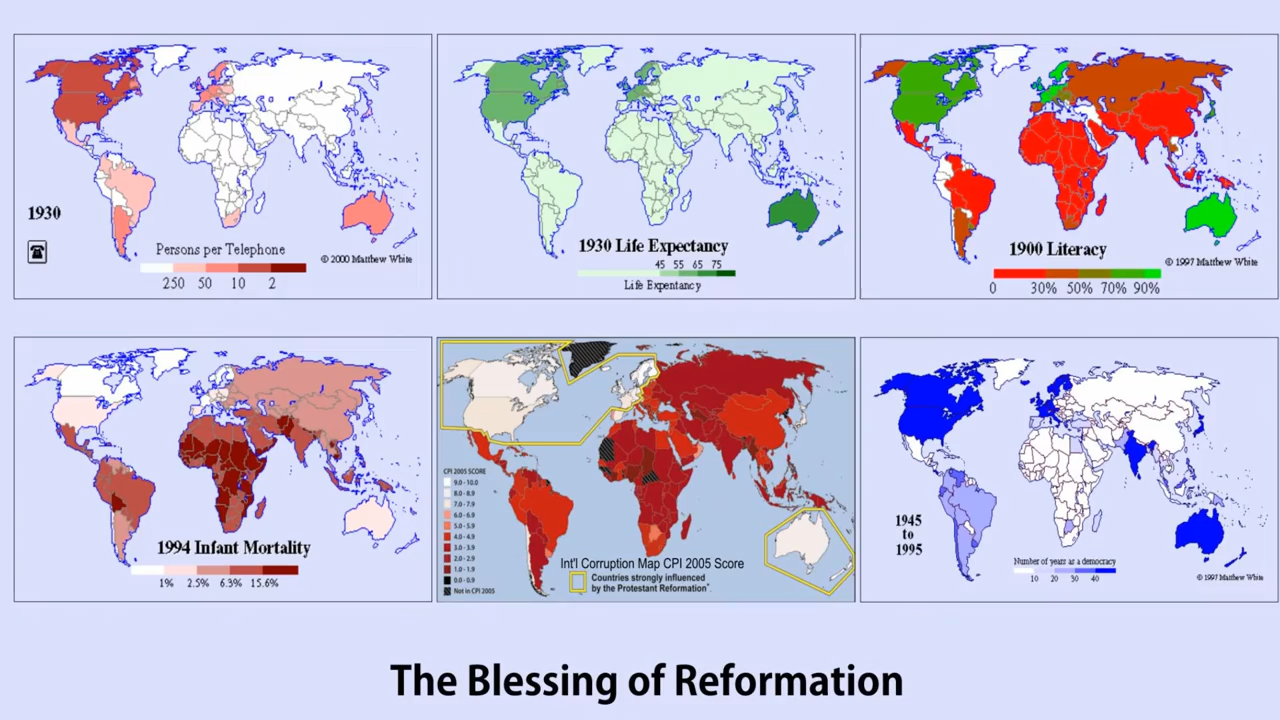 1930
Persons per Telephone
250 50 10 2
© 2000 Matthew White
1930 Life Expectancy
45 55 65 75
Life Expentancy
1900 Literacy
© 1997 Matthew White
0 30% 50% 70% 90%
1994 Infant Mortality
1% 2.5% 6.3% 15.6%
CPI 2005 SCORE
9.0 - 10.0
8.0 - 8.9
7.0 - 7.9
6.0 - 6.9
5.0 - 5.9
4.0 - 4.9
3.0 - 3.9
2.0 - 2.9
1.0 - 1.9
0.0 - 0.9
Not in CPI 2005
Int'l Corruption Map CPI 2005 Score
Countries strongly influenced
by the Protestant Reformation*.
1945
to
1995
Number of years as a democracy
10 20 30 40
© 1997 Matthew White
The Blessing of Reformation